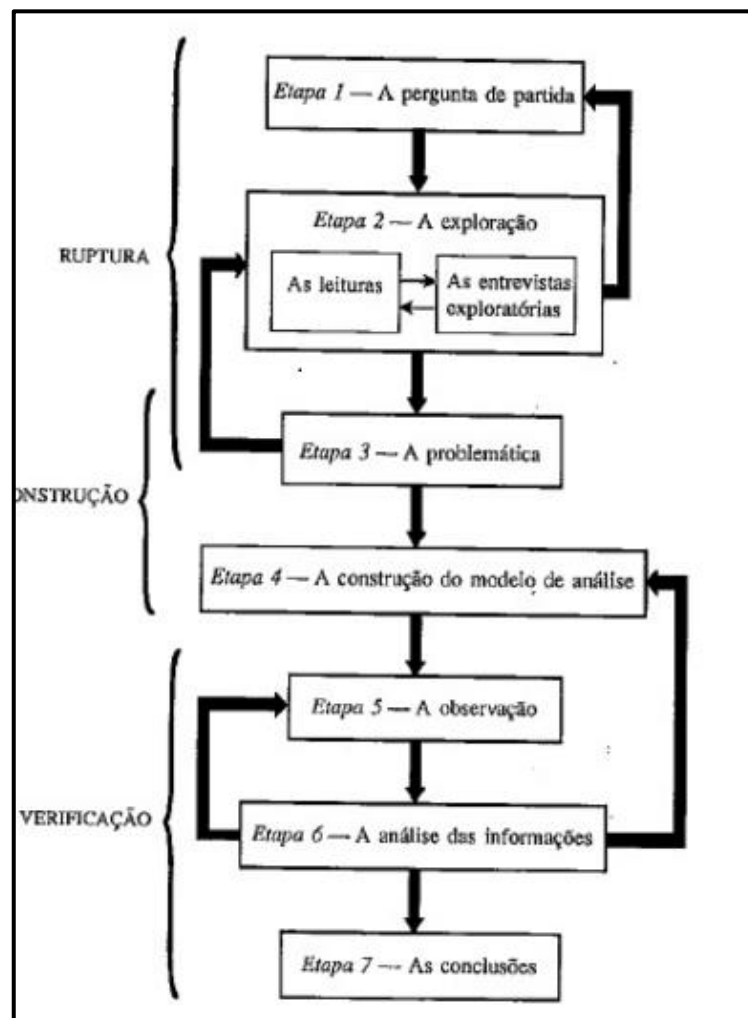 Etapa 1 — A pergunta de partida
Etapa 2 — A exploração
RUPTURA
As leituras
As entrevistas
exploratórias
Etapa 3 — A problemática
ONSTRUÇÃO
Etapa 4 — A construção do modelo de análise
Etapa 5 — A observação
VERIFICAÇÃO
Etapa 6 — A análise das informações
Etapa 7 — As conclusões